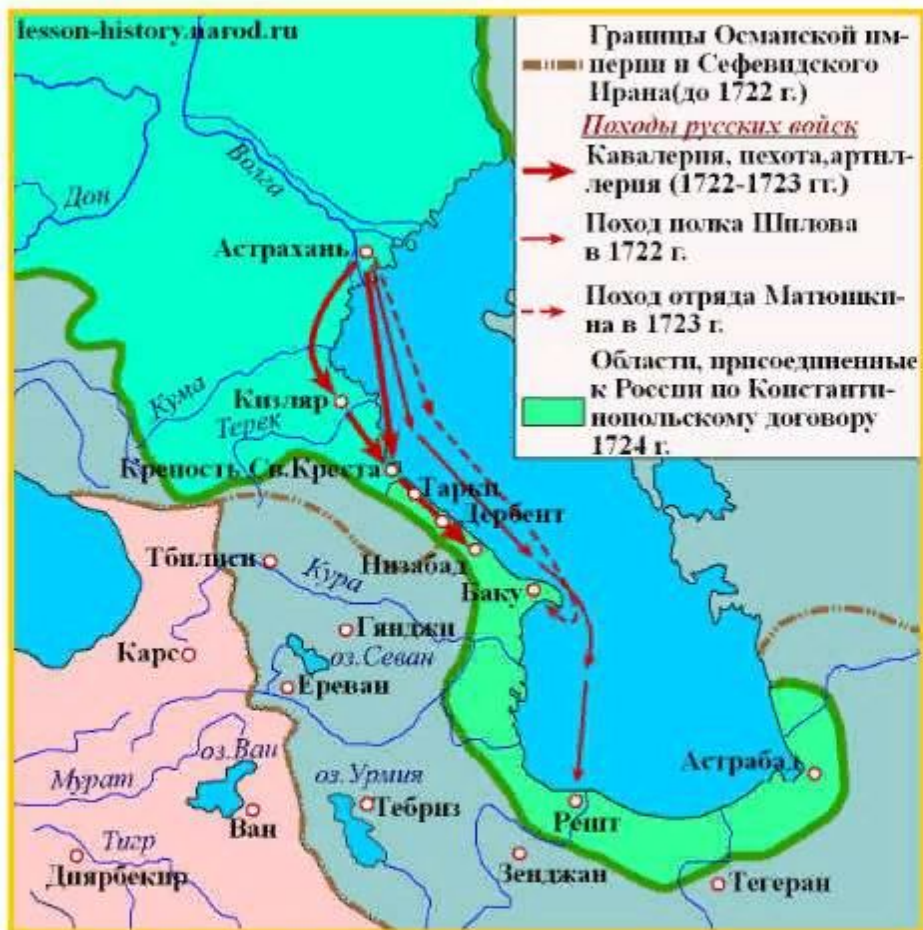 lesson-history.narod.ru
Границы Османской им-
перии и Сефевидского
Ирана(до 1722 г.)
Походы русских войск
Кавалерия, пехота,артил-
лерия (1722-1723 гг.)
Поход полка Шилова
в 1722 г.
Поход отряда Матюшки-
на в 1723 г.
Области, присоединенные
к России по Константи-
нопольскому договору
1724 г.
Волга
Дон
Астрахань
Кума
Кизляр
Терек
Крепость Св.Креста
Тарки
Дербент
Низабад
Тбилиси
Кура
Баку
Гянджи
Карс
оз.Севан
Ереван
оз.Ван
Мурат
оз.Урмия
Астрабад
Ван
Тебриз
Решт
Тигр
Диярбекир
Зенджан
Тегеран